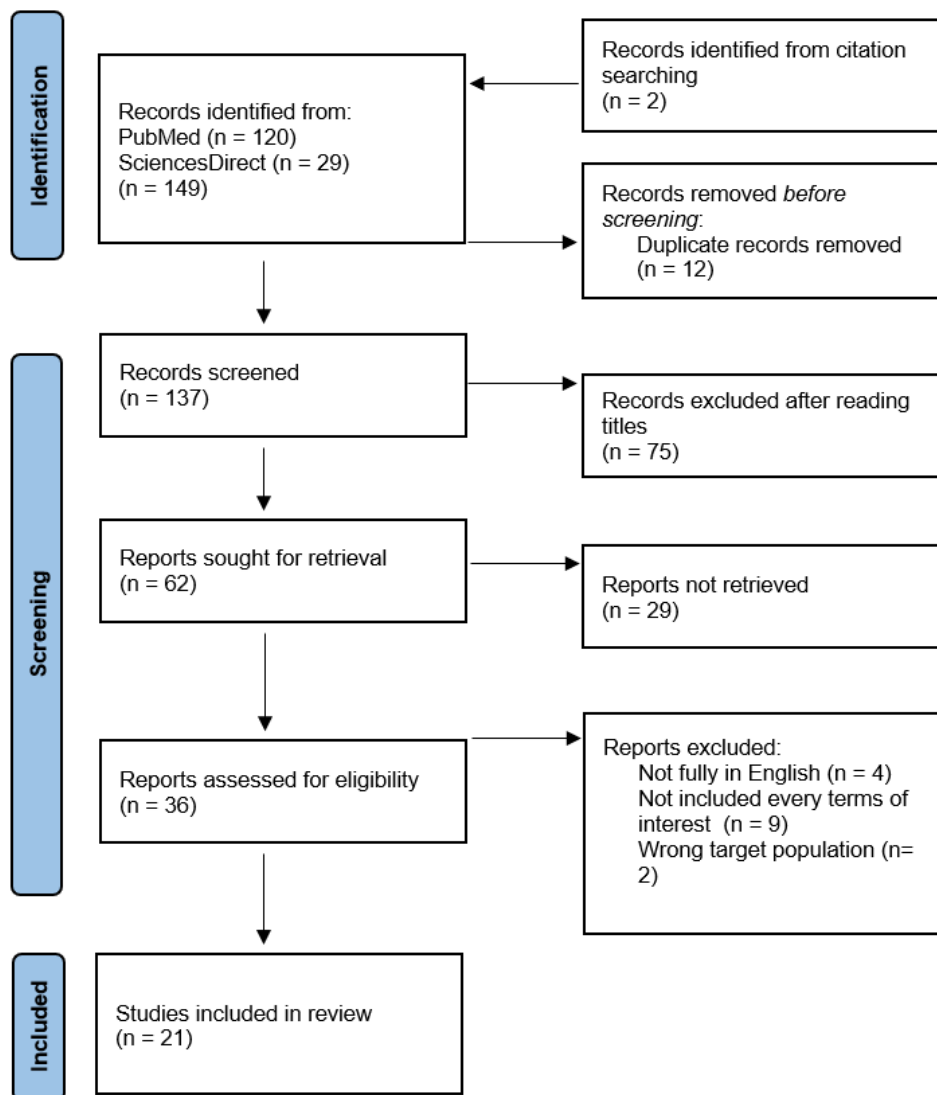 Identification
Records identified from:
PubMed (n = 120)
SciencesDirect (n = 29)
(n = 149)
Records identified from citation
searching
(n = 2)
Records removed before
screening:
Duplicate records removed
(n = 12)
Screening
Records screened
(n = 137)
Records excluded after reading
titles
(n = 75)
Reports sought for retrieval
(n = 62)
Reports not retrieved
(n = 29)
Reports assessed for eligibility
(n = 36)
Reports excluded:
Not fully in English (n = 4)
Not included every terms of
interest (n = 9)
Wrong target population (n=
2)
Included
Studies included in review
(n = 21)